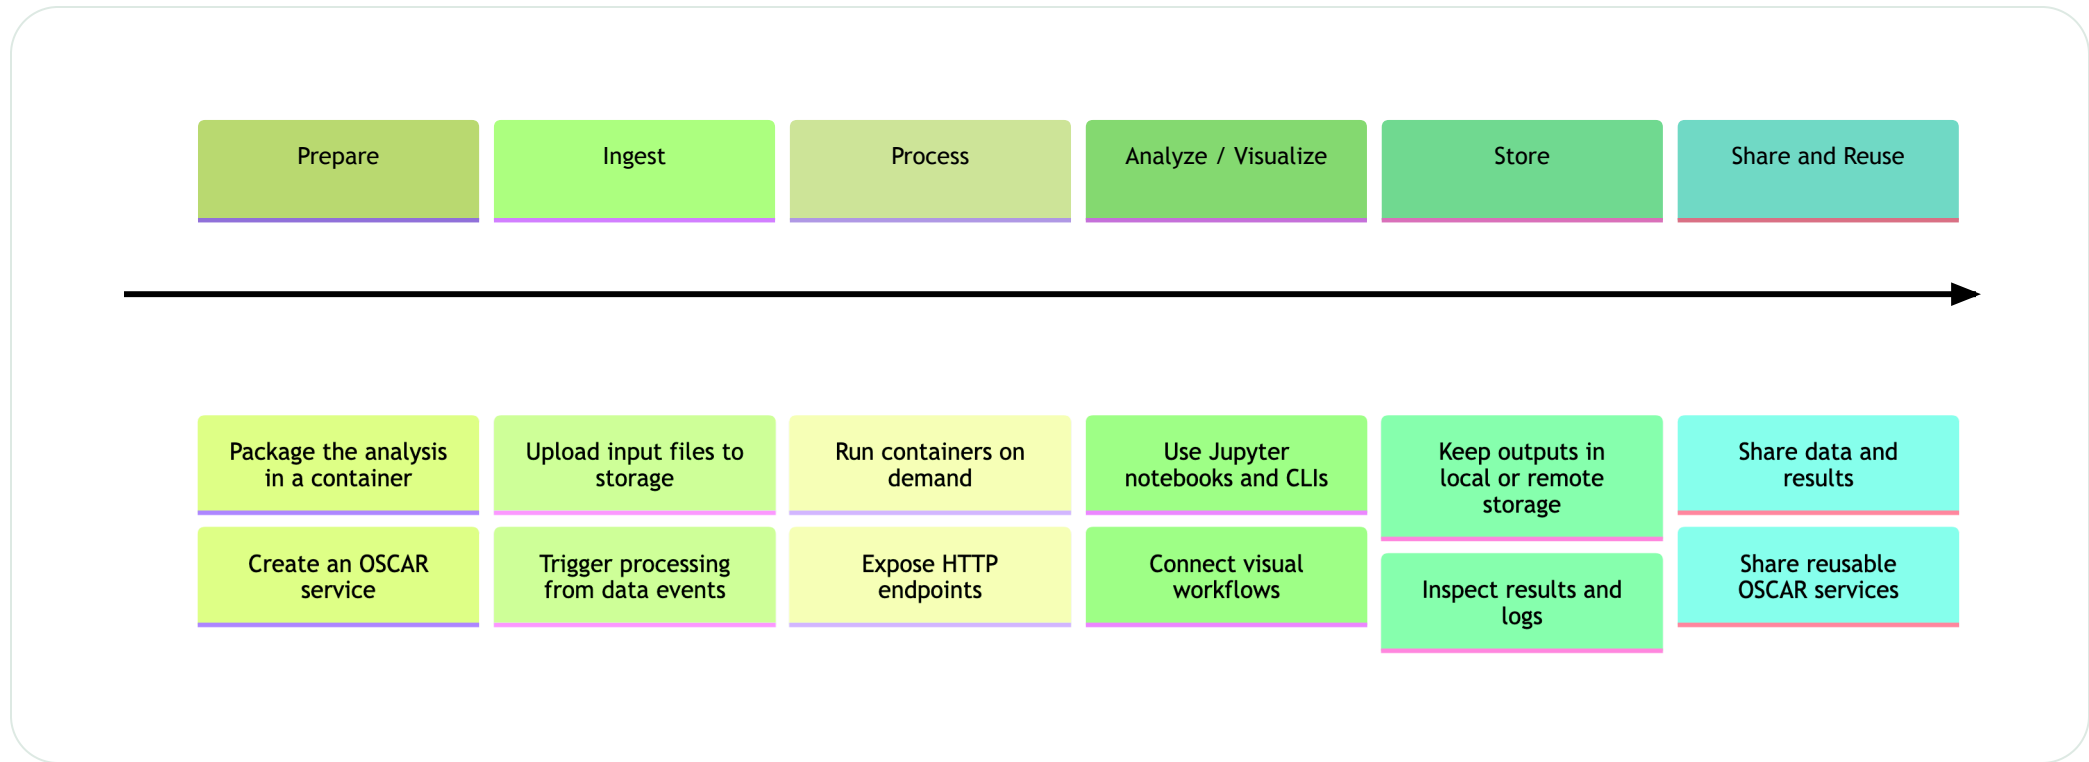 Prepare
Ingest
Process
Analyze / Visualize
Store
Share and Reuse
Package the analysis
in a container
Create an OSCAR
service
Upload input files to
storage
Trigger processing
from data events
Run containers on
demand
Expose HTTP
endpoints
Use Jupyter
notebooks and CLIs
Connect visual
workflows
Keep outputs in
local or remote
storage
Inspect results and
logs
Share data and
results
Share reusable
OSCAR services